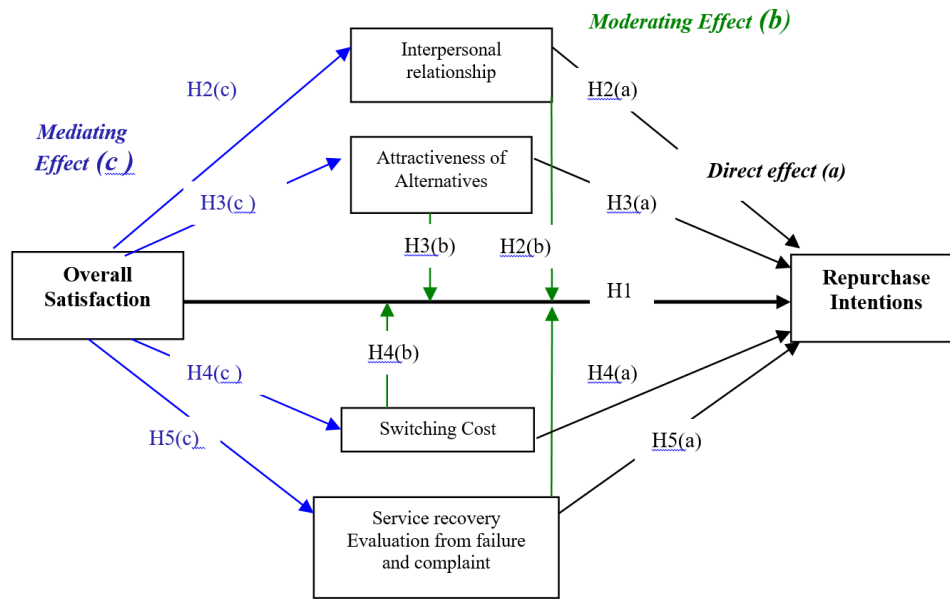 Moderating Effect (b)
Interpersonal
relationship
H2(c)
H2(a)
Mediating
Effect (c )
Attractiveness of
Alternatives
Direct effect (a)
H3(c )
H3(a)
H3(b)
H2(b)
Overall
Satisfaction
H1
Repurchase
Intentions
H4(b)
H4(c )
H4(a)
Switching Cost
H5(c)
H5(a)
Service recovery
Evaluation from failure
and complaint